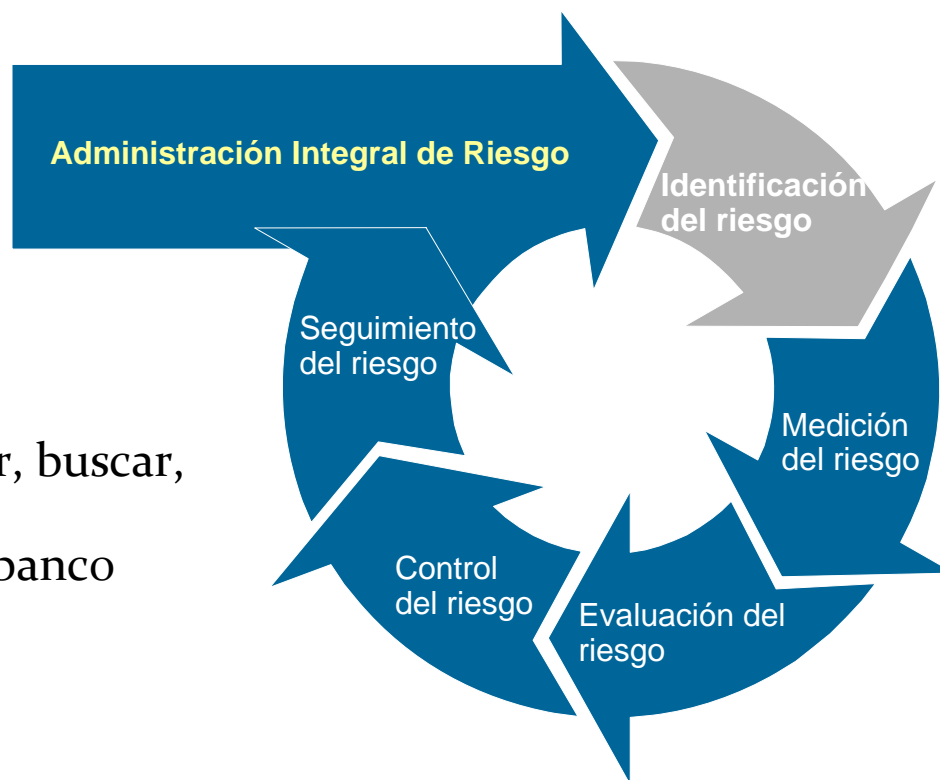 Administración Integral de Riesgo
Identificación
del riesgo
Medición
del riesgo
Evaluación del
riesgo
Control
del riesgo
Seguimiento
del riesgo
r, buscar,
banco